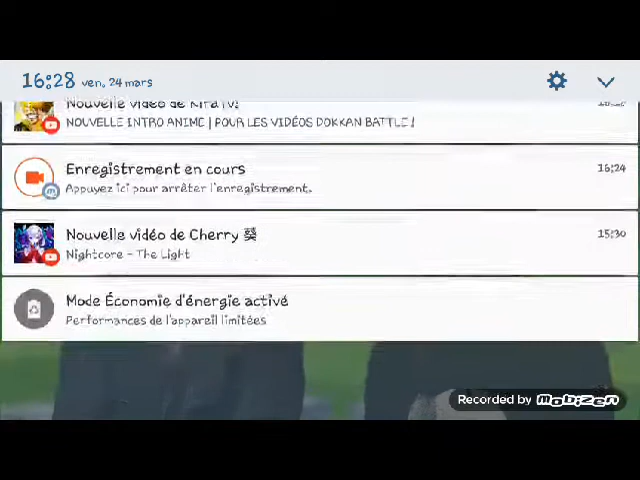 16:28 ven. 24 mars
Nouvelle vidéo de KiraTV!
NOUVELLE INTRO ANIME | POUR LES VIDÉOS DOKKAN BATTLE !
Enregistrement en cours
16:24
Appuyez ici pour arrêter l'enregistrement.
Nouvelle vidéo de Cherry 葵
15:30
Nightcore - The Light
Mode Économie d'énergie activé
Performances de l'appareil limitées
Recorded by mobizen